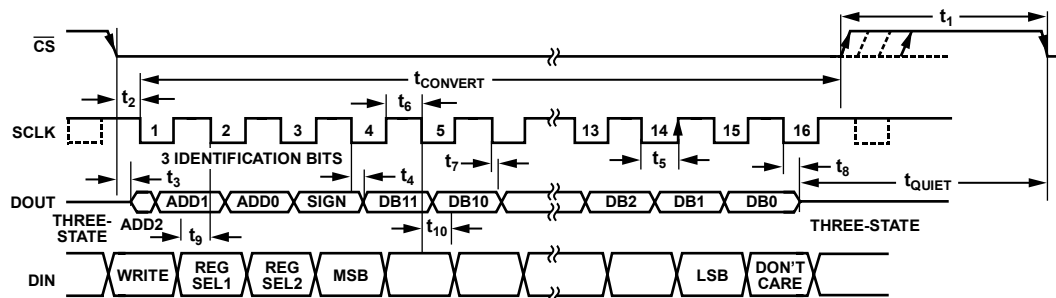 t1
CS
tCONVERT
t2
t6
SCLK
1 2 3 4 5 13 14 15 16
3 IDENTIFICATION BITS
t7
t5
t8
t3
t4
tQUIET
DOUT
ADD1 ADD0 SIGN DB11 DB10 DB2 DB1 DB0
THREE-
STATE
ADD2
t9
t10
THREE-STATE
DIN
WRITE
REG
SEL1
REG
SEL2
MSB
LSB
DON'T
CARE